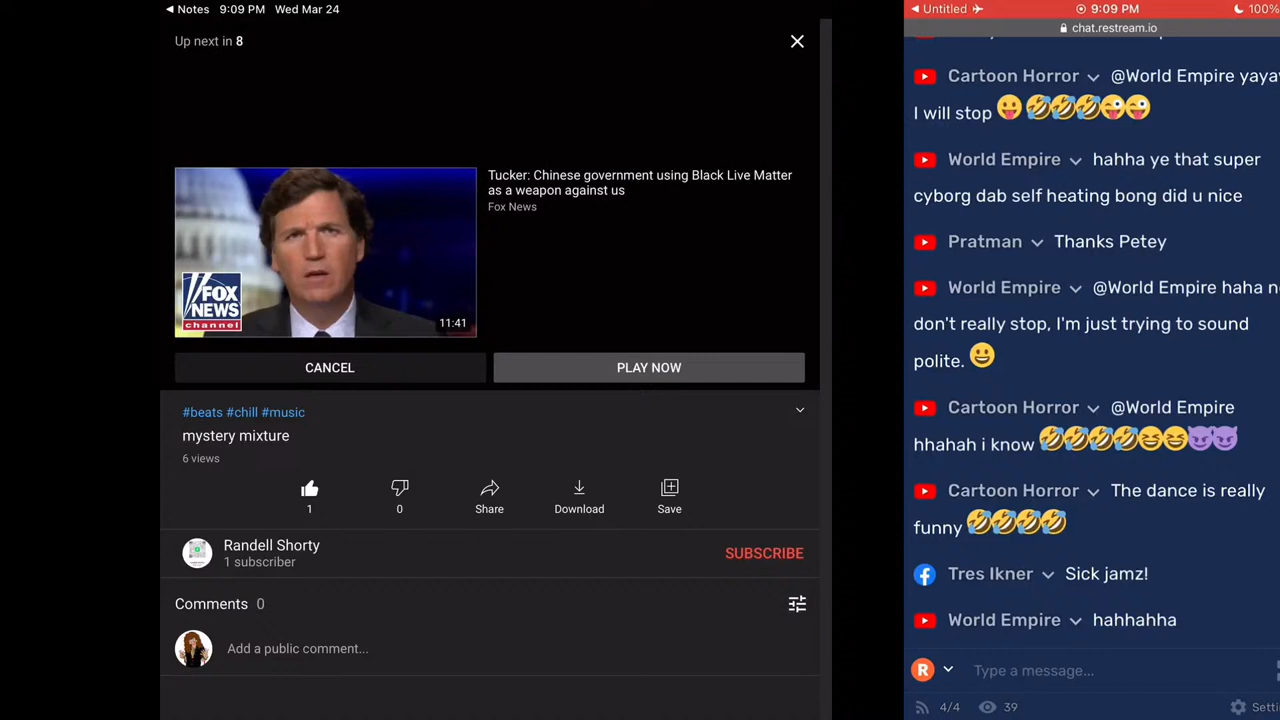 Notes 9:09 PM Wed Mar 24
Up next in 8
Tucker: Chinese government using Black Live Matter
as a weapon against us
Fox News
FOX
NEWS
channel
11:41
CANCEL
PLAY NOW
#beats #chill #music
mystery mixture
6 views
1
0
Share
Download
Save
Randell Shorty
1 subscriber
SUBSCRIBE
Comments 0
Add a public comment...
Untitled 9:09 PM 100%
chat.restream.io
Cartoon Horror @World Empire yaya
I will stop 😛🤣🤣🤣😜😜
World Empire hahha ye that super
cyborg dab self heating bong did u nice
Pratman Thanks Petey
World Empire @World Empire haha n
don't really stop, I'm just trying to sound
polite. 😀
Cartoon Horror @World Empire
hhahah i know 🤣🤣🤣🤣😆😆😈😈
Cartoon Horror The dance is really
funny 🤣🤣🤣🤣
Tres Ikner Sick jamz!
World Empire hahhahha
R Type a message...
4/4 39 Setti